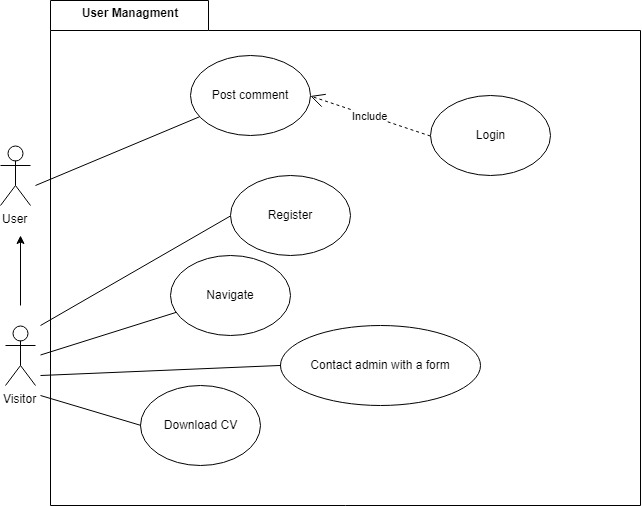 User Managment
Post comment
Include
Login
User
Register
Navigate
Contact admin with a form
Visitor
Download CV